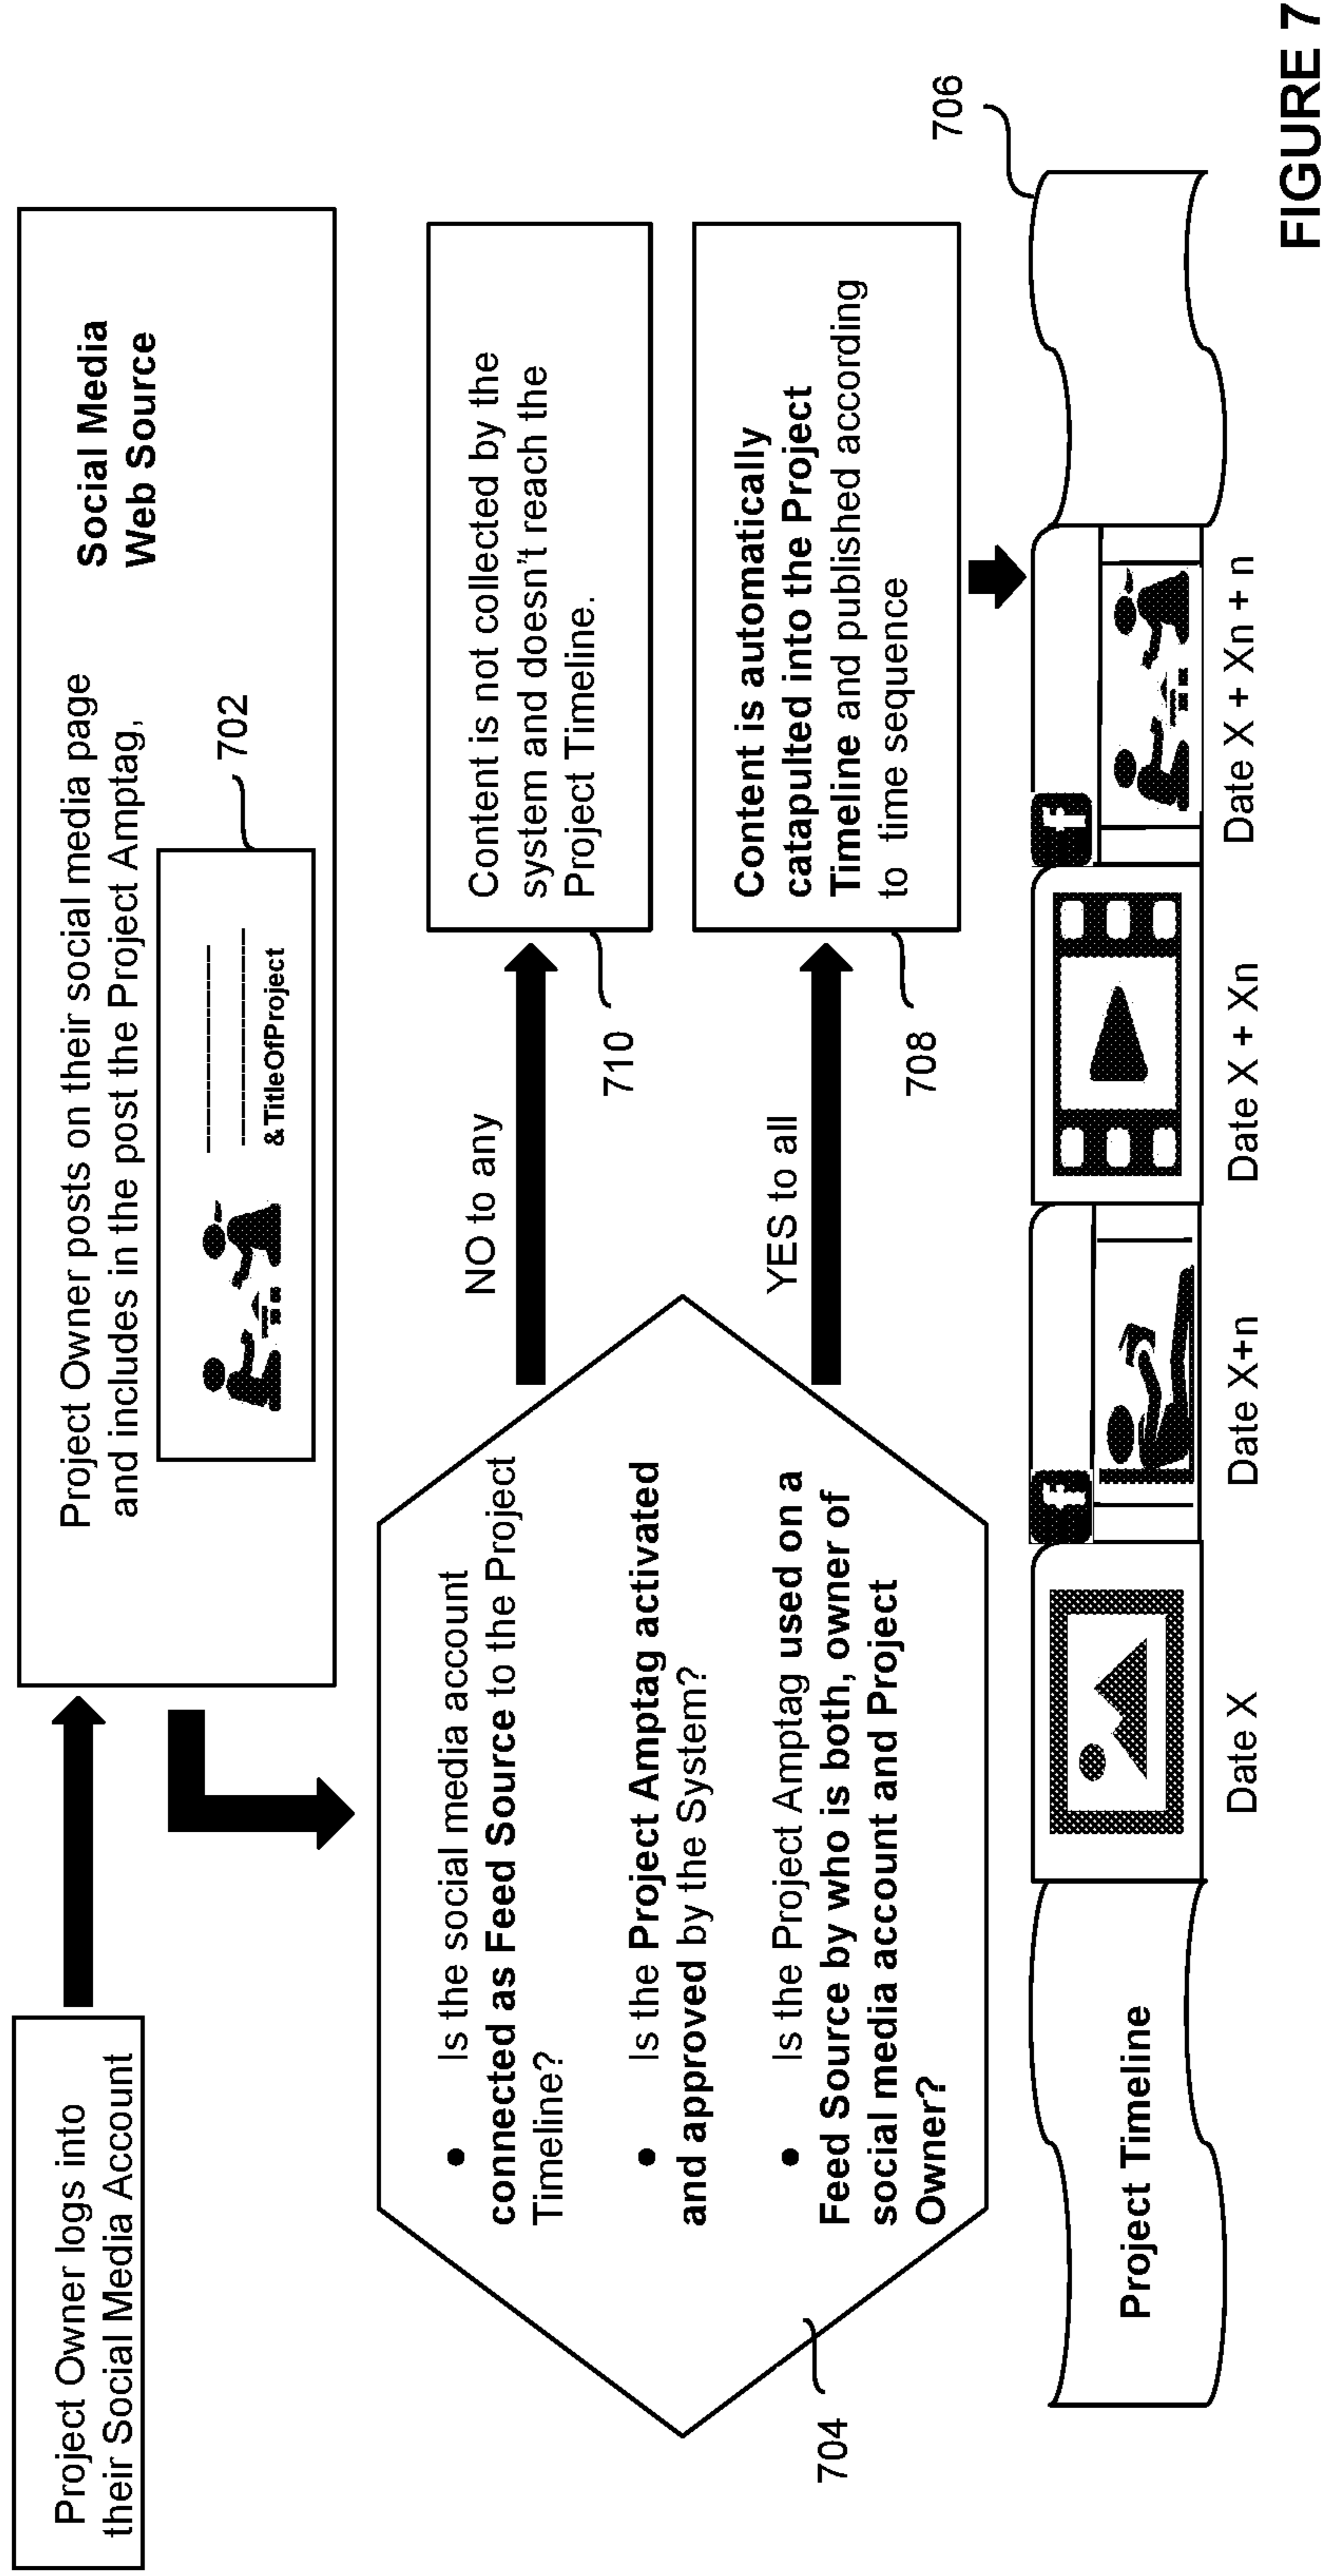 Project Owner logs into
their Social Media Account
Project Owner posts on their social media page
and includes in the post the Project Amptag,
Social Media
Web Source
&TitleOfProject
702
• Is the social media account
connected as Feed Source to the Project
Timeline?
• Is the Project Amptag activated
and approved by the System?
• Is the Project Amptag used on a
Feed Source by who is both, owner of
social media account and Project
Owner?
704
NO to any
710
Content is not collected by the
system and doesn't reach the
Project Timeline.
YES to all
708
Content is automatically
catapulted into the Project
Timeline and published according
to time sequence
706
Project Timeline
f
f
Date X
Date X+n
Date X + Xn
Date X + Xn + n
FIGURE 7